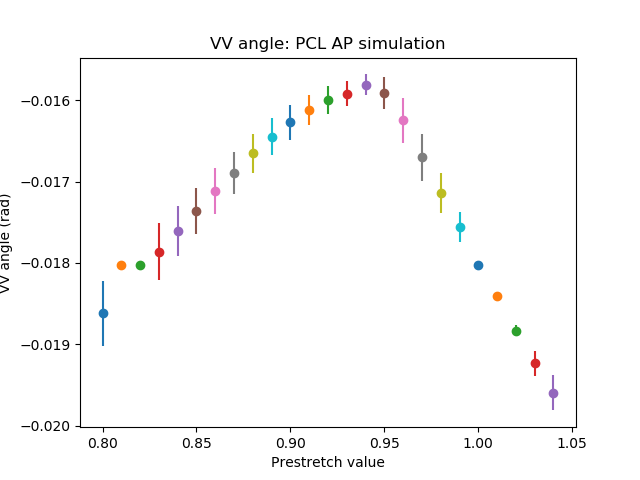 VV angle: PCL AP simulation
VV angle (rad)
−0.016
−0.017
−0.018
−0.019
−0.020
0.80 0.85 0.90 0.95 1.00 1.05
Prestretch value